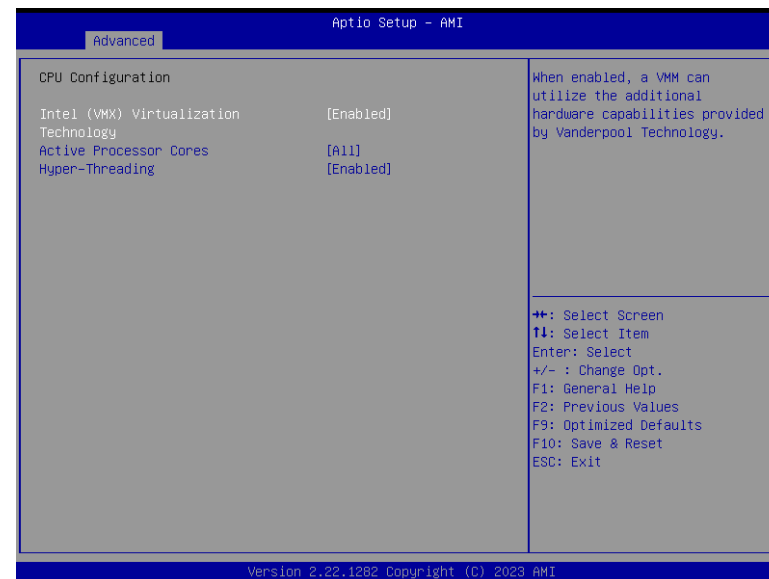 Aptio Setup – AMI
Advanced
CPU Configuration
Intel (VMX) Virtualization Technology [Enabled]
Active Processor Cores [All]
Hyper-Threading [Enabled]
When enabled, a VMM can
utilize the additional
hardware capabilities provided
by Vanderpool Technology.
→←: Select Screen
↑↓: Select Item
Enter: Select
+/- : Change Opt.
F1: General Help
F2: Previous Values
F9: Optimized Defaults
F10: Save & Reset
ESC: Exit
Version 2.22.1282 Copyright (C) 2023 AMI